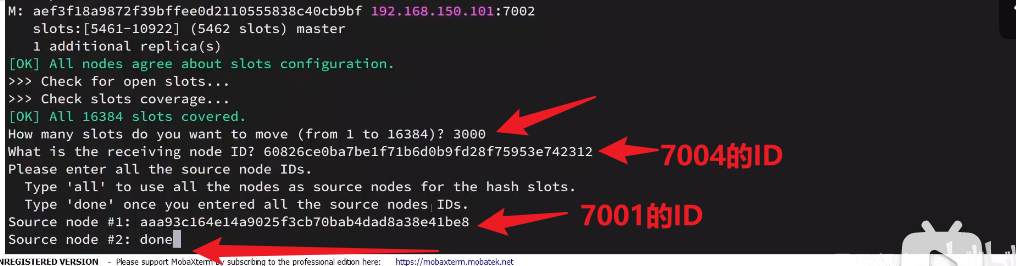 M: aef3f18a9872f39bffee0d2110555838c40cb9bf 192.168.150.101:7002
slots:[5461-10922] (5462 slots) master
1 additional replica(s)
[OK] All nodes agree about slots configuration.
>>> Check for open slots...
>>> Check slots coverage...
[OK] All 16384 slots covered.
How many slots do you want to move (from 1 to 16384)? 3000
What is the receiving node ID? 60826ce0ba7be1f71b6d0b9fd28f75953e742312
7004的ID
Please enter all the source node IDs.
Type 'all' to use all the nodes as source nodes for the hash slots.
Type 'done' once you entered all the source nodes IDs.
Source node #1: aaa93c164e14a9025f3cb70bab4dad8a38e41be8
7001的ID
Source node #2: done
NREGISTERED VERSION - Please support MobaXterm by subscribing to the professional edition here: https://mobaxterm.mobatek.net